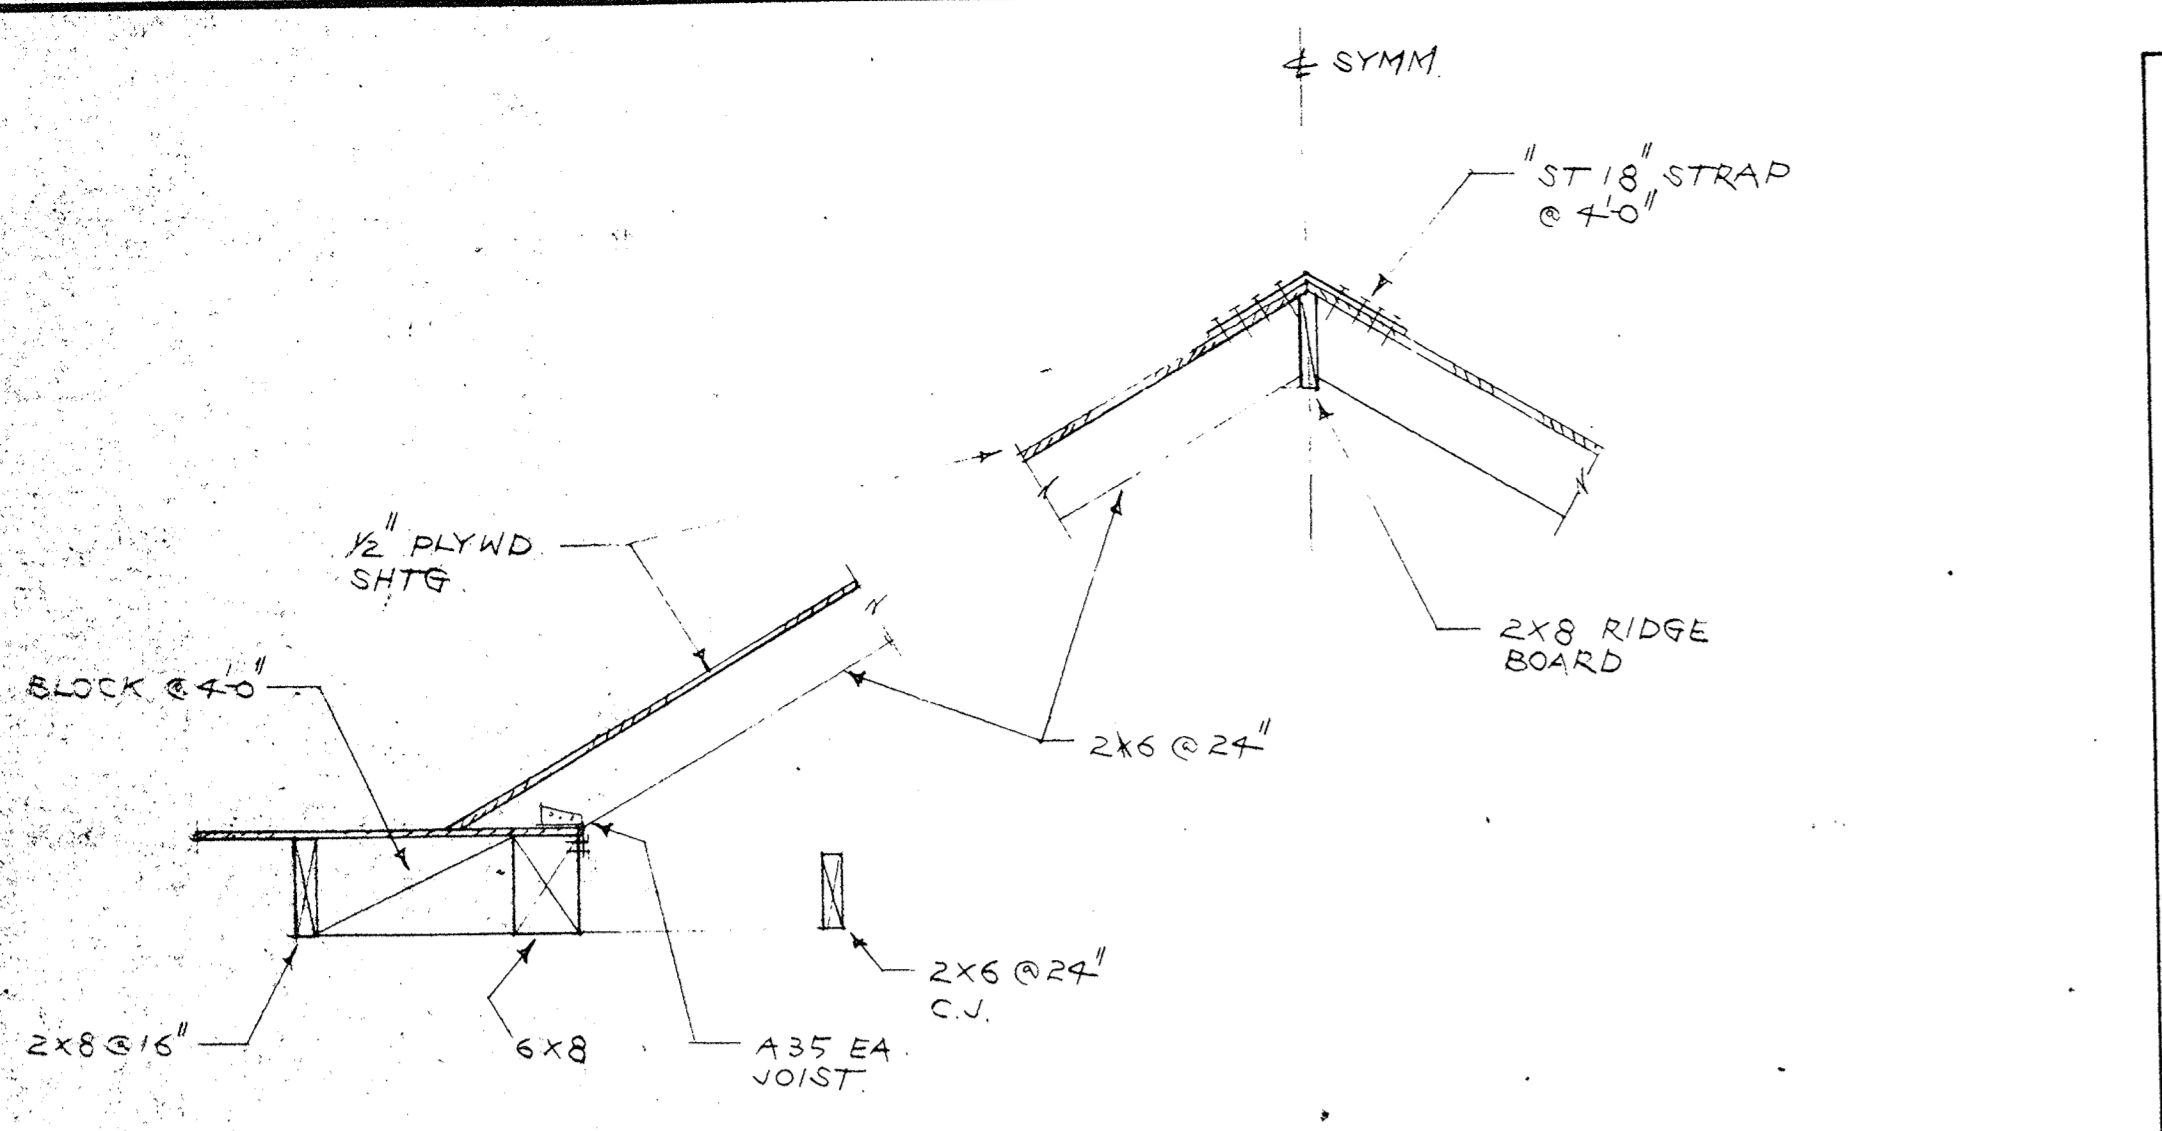 ℄ SYMM.
"ST 18" STRAP
@ 4'-0"
1/2" PLYWD.
SHTG.
2X8 RIDGE
BOARD
BLOCK @ 4'-0"
2X6 @ 24"
2X6 @ 24"
C.J.
2X8 @ 16"
6X8
A35 EA.
JOIST.